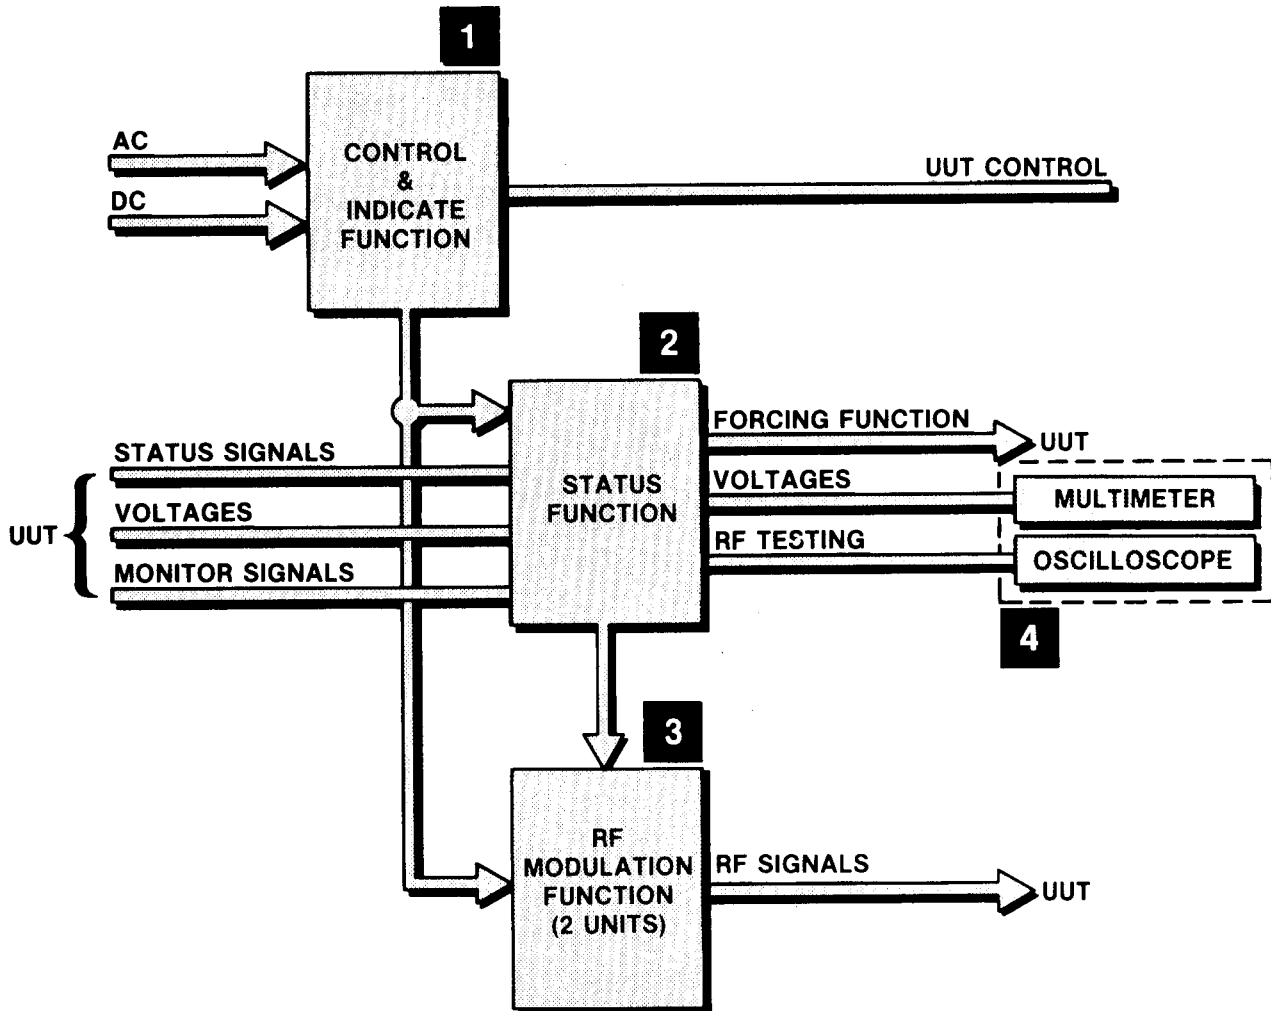 1
AC
DC
CONTROL
&
INDICATE
FUNCTION
UUT CONTROL
2
STATUS SIGNALS
VOLTAGES
MONITOR SIGNALS
UUT
STATUS
FUNCTION
FORCING FUNCTION
UUT
VOLTAGES
MULTIMETER
RF TESTING
OSCILLOSCOPE
4
3
RF
MODULATION
FUNCTION
(2 UNITS)
RF SIGNALS
UUT